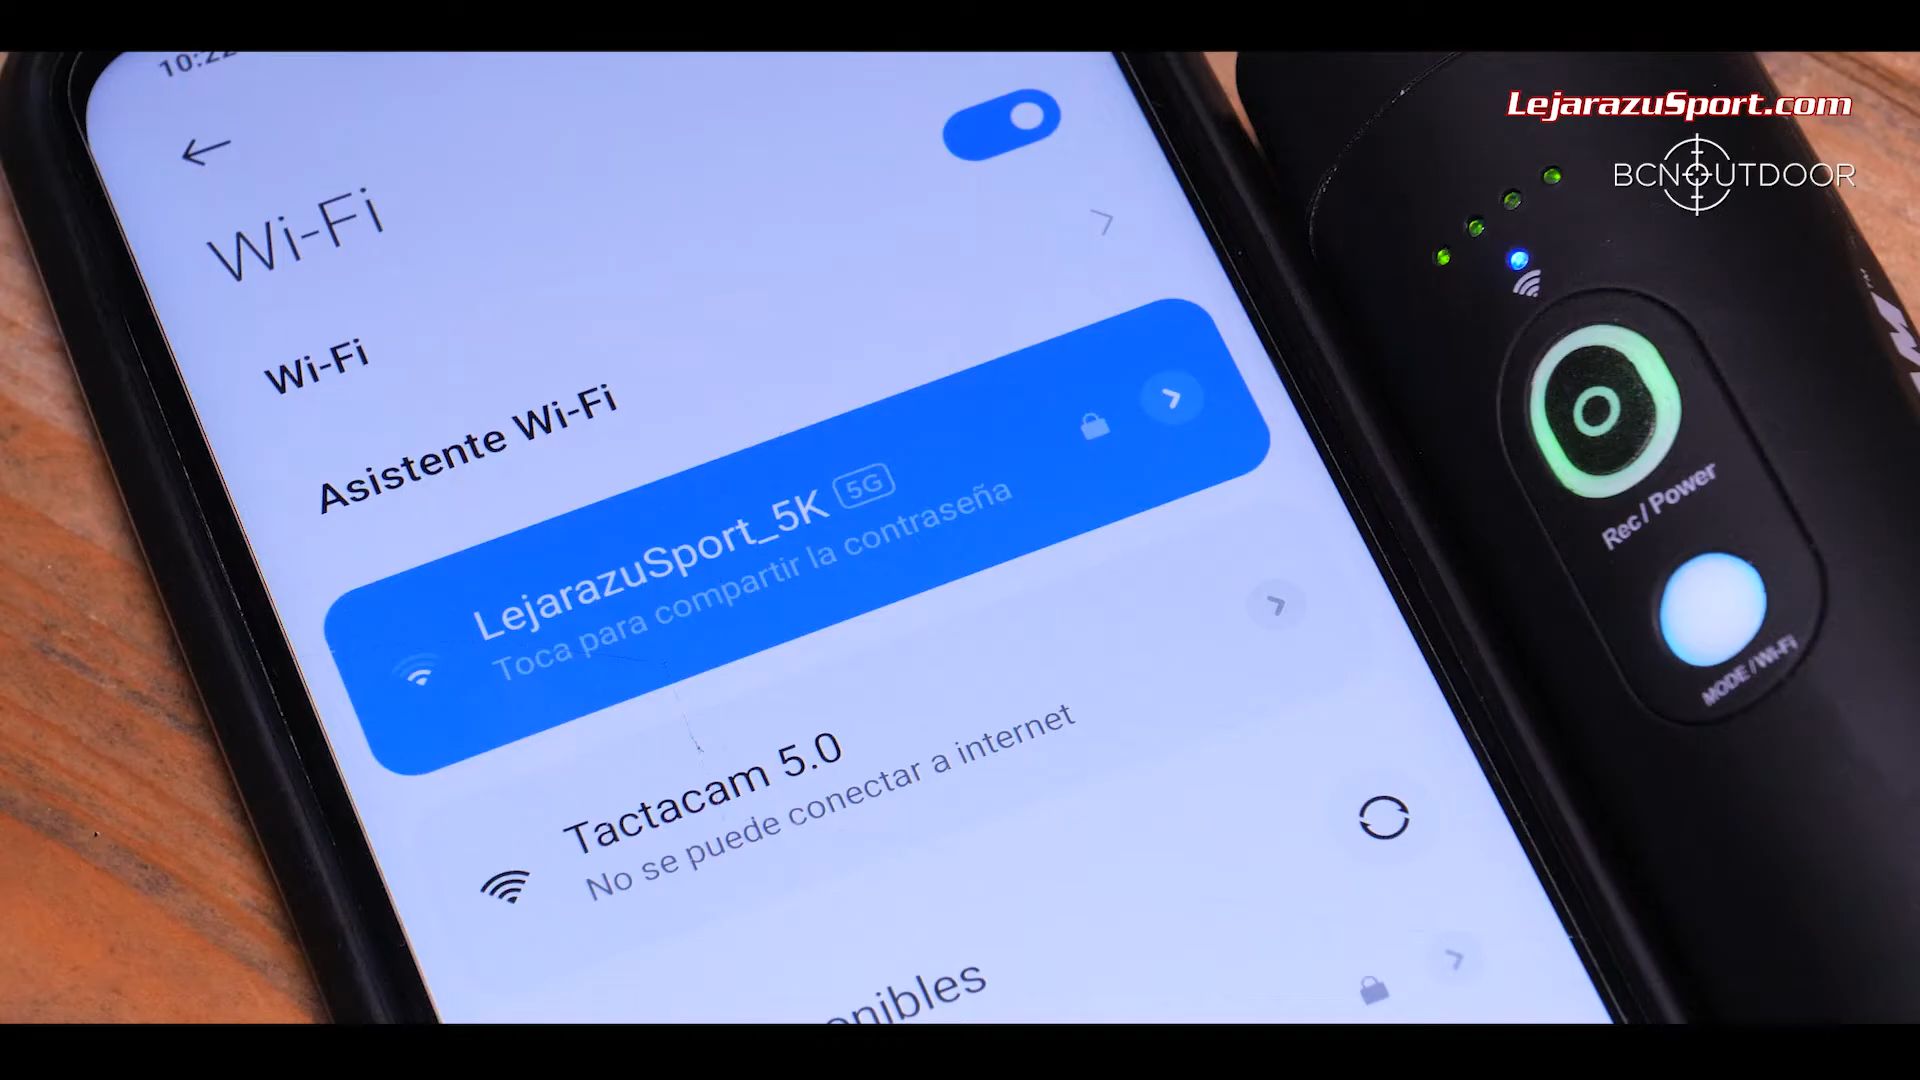 LejarazuSport.com
BCNOUTDOOR
Wi-Fi
Wi-Fi
Asistente Wi-Fi
LejarazuSport_5K 5G
Toca para compartir la contraseña
Tactacam 5.0
No se puede conectar a internet
Rec/Power
MODE/Wi-Fi